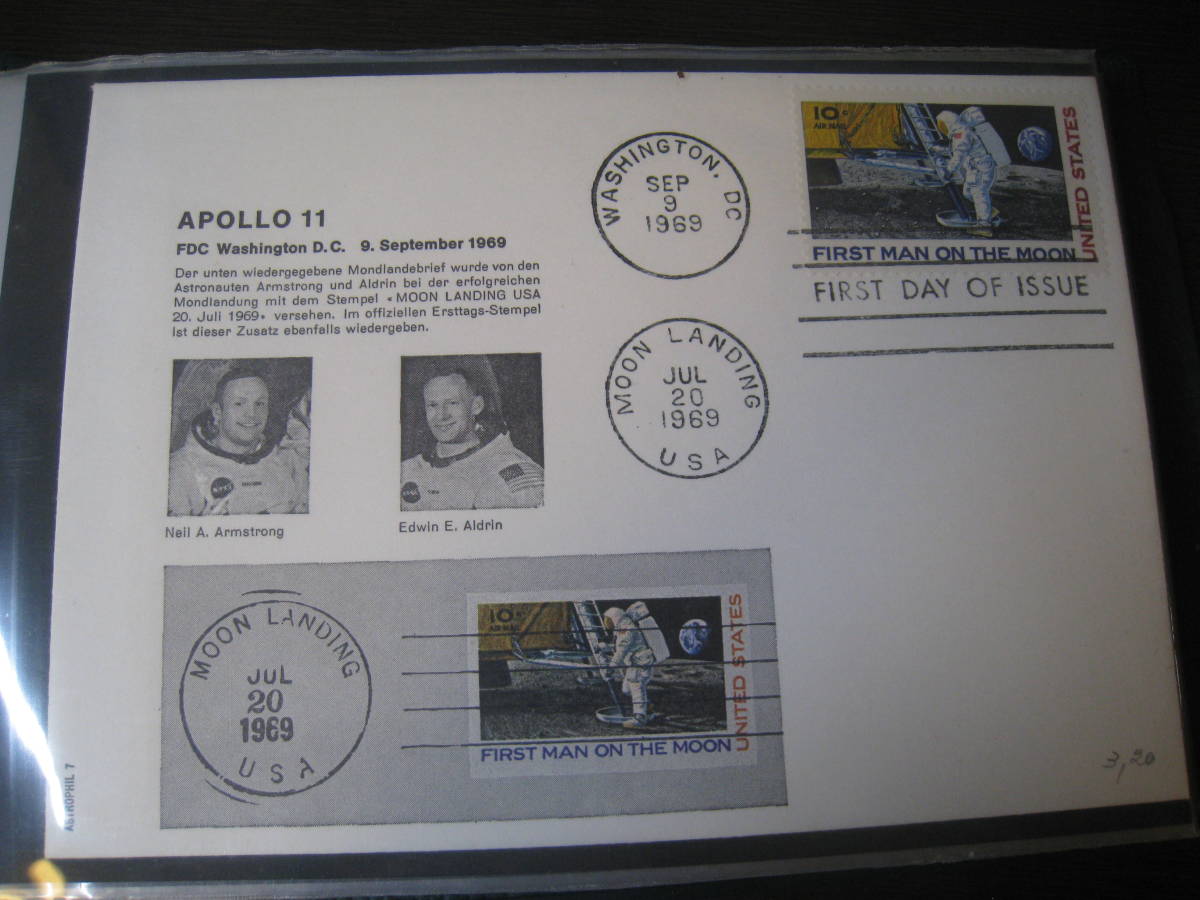 APOLLO 11
FDC Washington D.C. 9. September 1969
Der unten wiedergegebene Mondlandebrief wurde von den
Astronauten Armstrong und Aldrin bei der erfolgreichen
Mondlandung mit dem Stempel «MOON LANDING USA
20. Juli 1969» versehen. Im offiziellen Ersttags-Stempel
ist dieser Zusatz ebenfalls wiedergeben.
Neil A. Armstrong
Edwin E. Aldrin
WASHINGTON, DC
SEP
9
1969
MOON LANDING
JUL
20
1969
USA
10c
AIR MAIL
UNITED STATES
FIRST MAN ON THE MOON
FIRST DAY OF ISSUE
MOON LANDING
JUL
20
1969
USA
10c
AIR MAIL
UNITED STATES
FIRST MAN ON THE MOON
ASTROPHIL 7
3,20